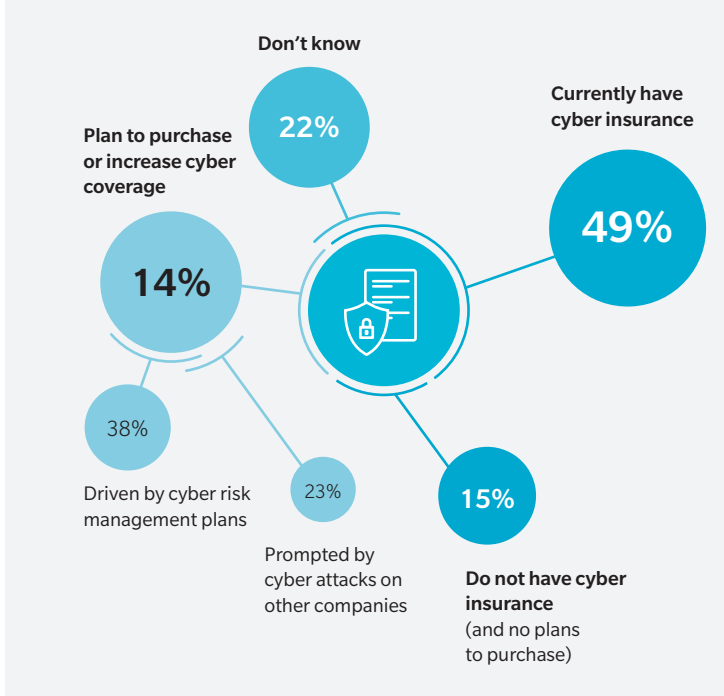 Don’t know
22%
Currently have
cyber insurance
49%
Plan to purchase
or increase cyber
coverage
14%
38%
Driven by cyber risk
management plans
23%
Prompted by
cyber attacks on
other companies
15%
Do not have cyber
insurance
(and no plans
to purchase)